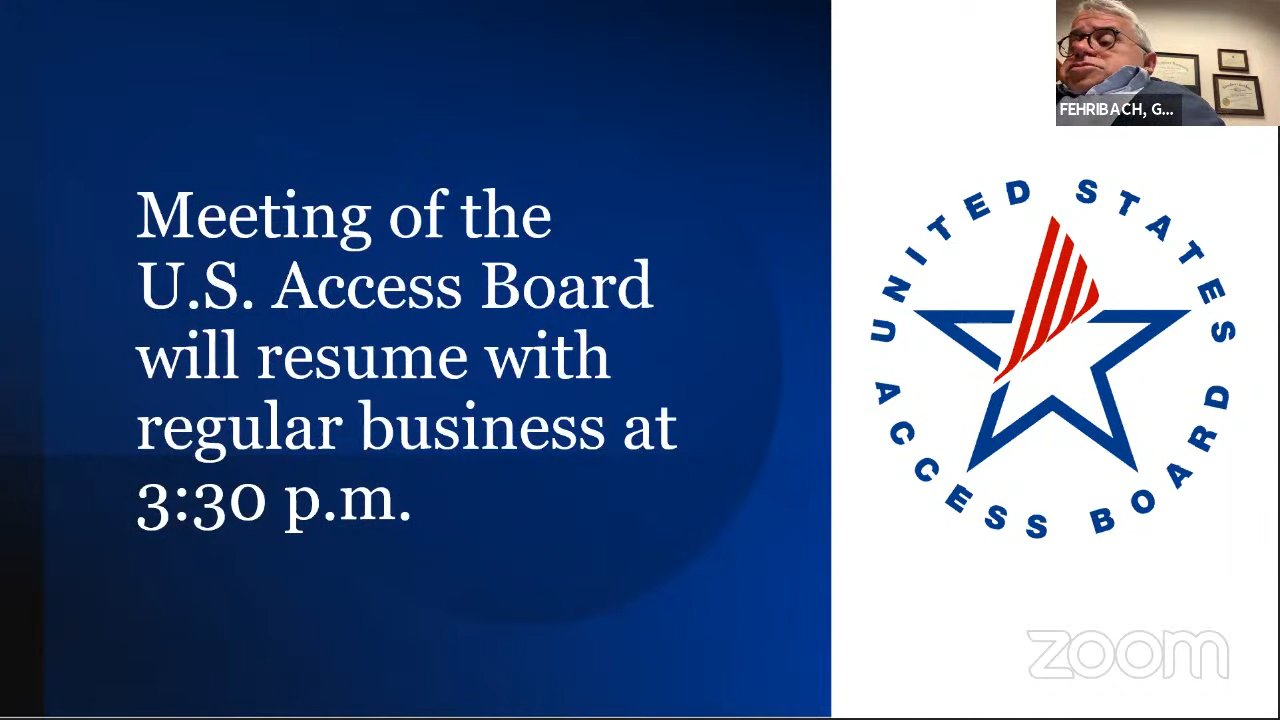 Meeting of the
U.S. Access Board
will resume with
regular business at
3:30 p.m.
FEHRIBACH, G...
UNITED STATES
ACCESS BOARD
zoom